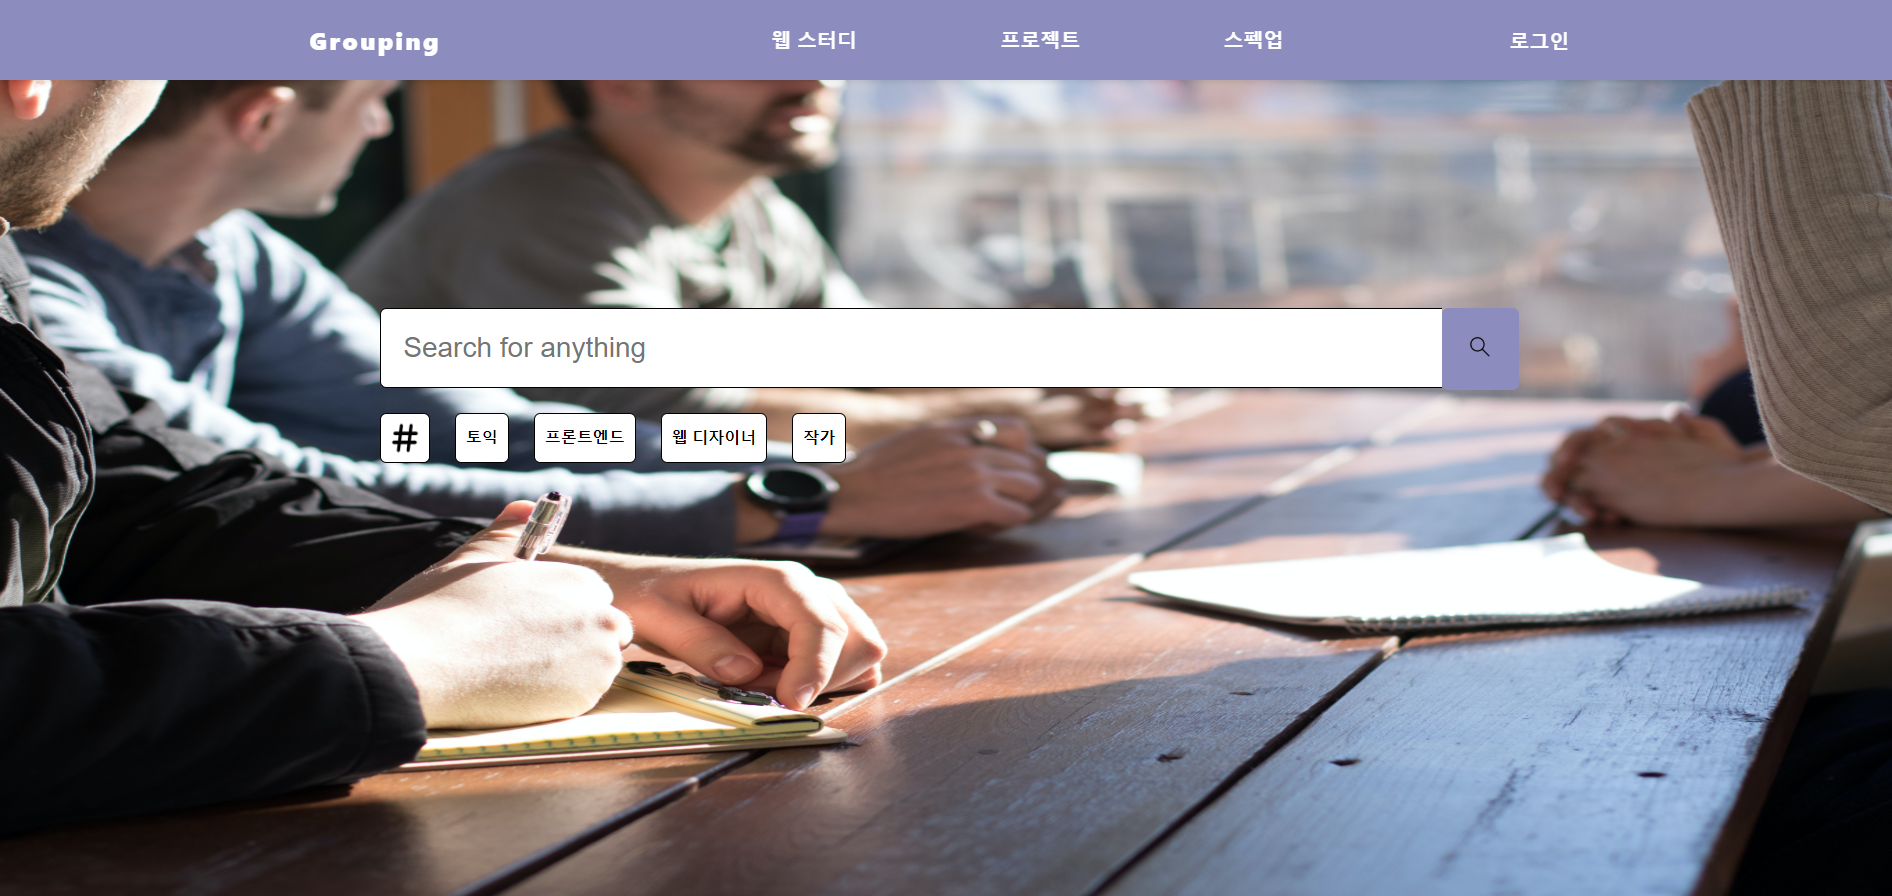 Grouping
웹 스터디
프로젝트
스펙업
로그인
Search for anything
#
토익
프론트엔드
웹 디자이너
작가